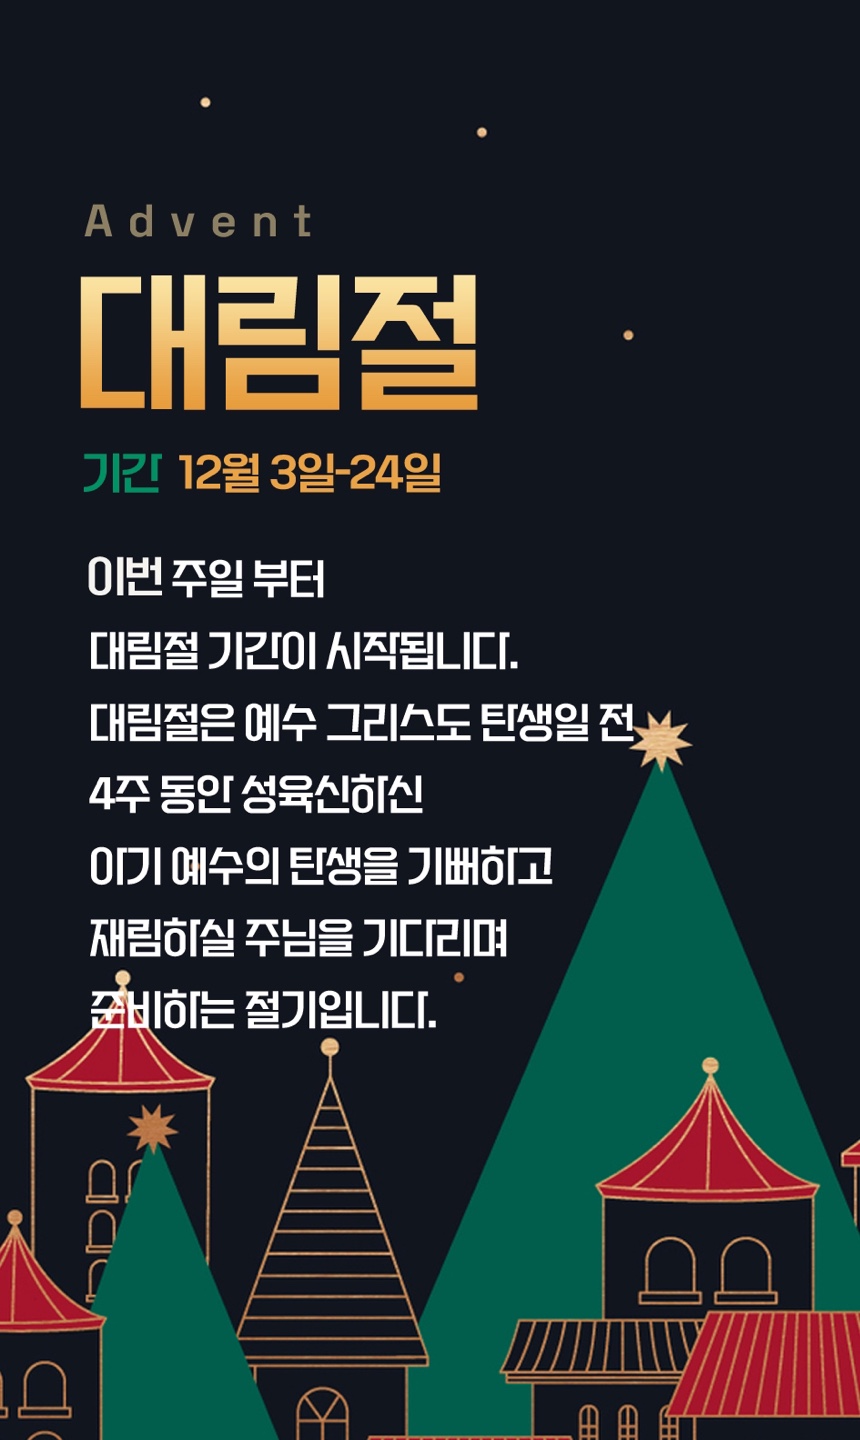 Advent
대림절
기간 12월 3일-24일
이번 주일 부터
대림절 기간이 시작됩니다.
대림절은 예수 그리스도 탄생일 전
4주 동안 성육신하신
아기 예수의 탄생을 기뻐하고
재림하실 주님을 기다리며
준비하는 절기입니다.